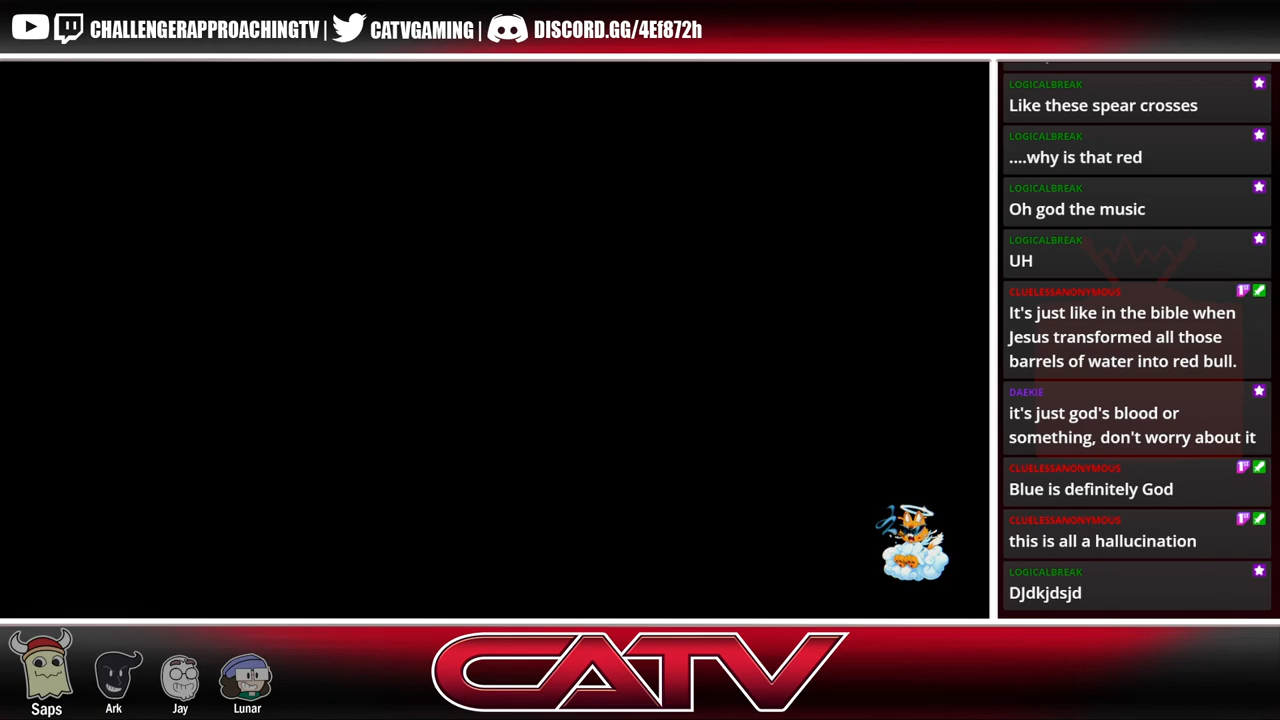 CHALLENGERAPPROACHINGTV | CATVGAMING | DISCORD.GG/4Ef872h
LOGICALBREAK
Like these spear crosses
LOGICALBREAK
....why is that red
LOGICALBREAK
Oh god the music
LOGICALBREAK
UH
CLUELESSANONYMOUS
It's just like in the bible when
Jesus transformed all those
barrels of water into red bull.
DAEKIE
it's just god's blood or
something, don't worry about it
CLUELESSANONYMOUS
Blue is definitely God
CLUELESSANONYMOUS
this is all a hallucination
LOGICALBREAK
DJdkjdsjd
Saps
Ark
Jay
Lunar
CATV